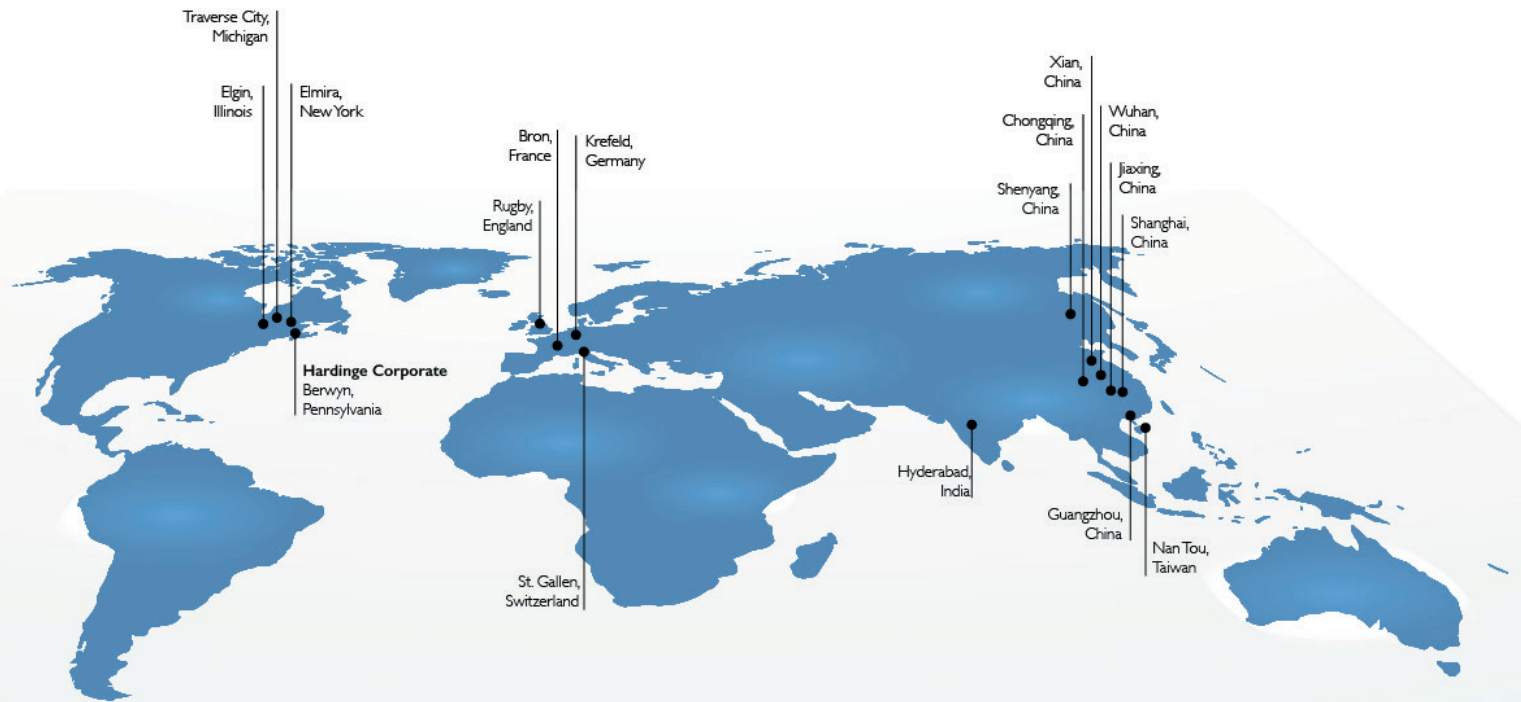 Traverse City,
Michigan
Elgin,
Illinois
Elmira,
New York
Hardinge Corporate
Berwyn,
Pennsylvania
Bron,
France
Krefeld,
Germany
Rugby,
England
St. Gallen,
Switzerland
Xian,
China
Chongqing,
China
Wuhan,
China
Jiaxing,
China
Shenyang,
China
Shanghai,
China
Hyderabad,
India
Guangzhou,
China
Nan Tou,
Taiwan